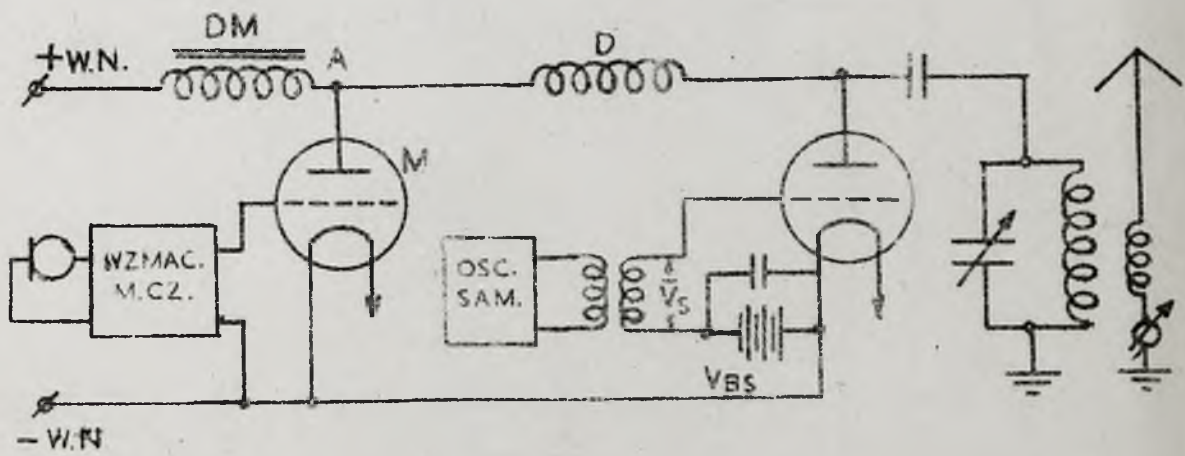 DM
+W.N.
A
D
M
WZMAC.
M.CZ.
OSC.
SAM.
VS
VBS
- W.N